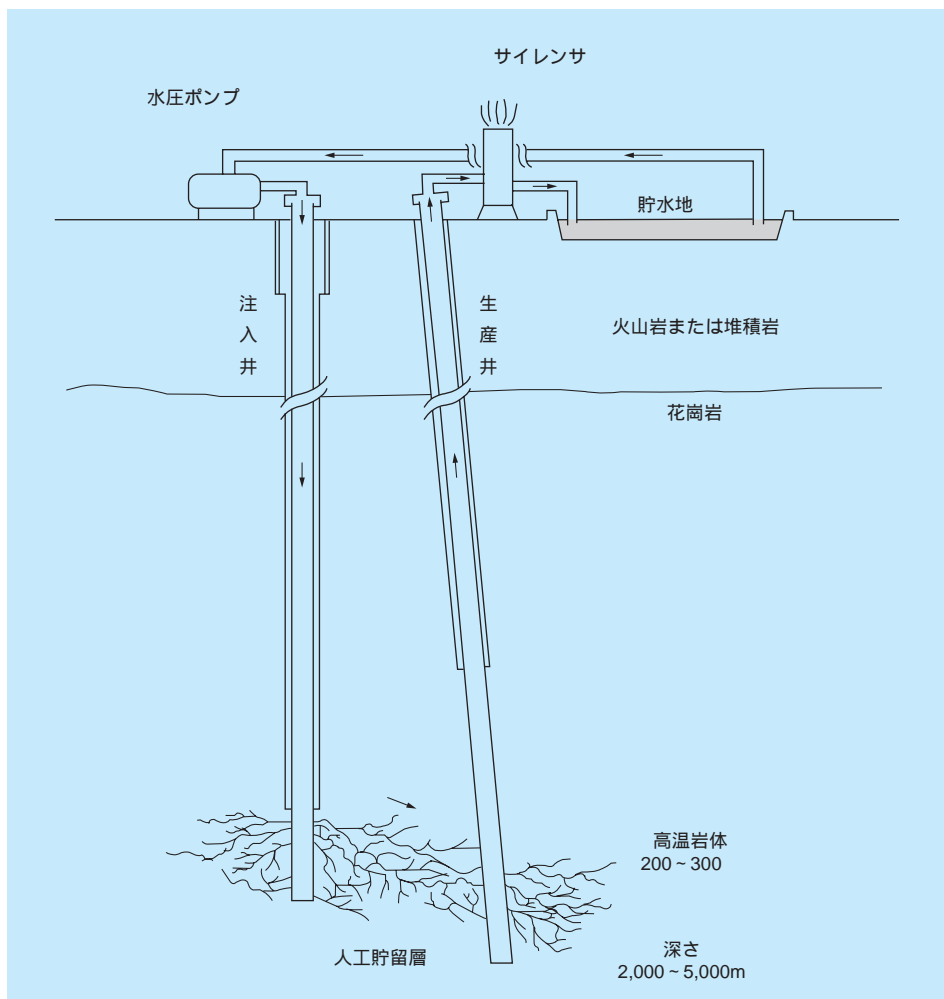 サイレンサ
水圧ポンプ
貯水地
注入井
生産井
火山岩または堆積岩
花崗岩
高温岩体
200~300
人工貯留層
深さ
2,000~5,000m